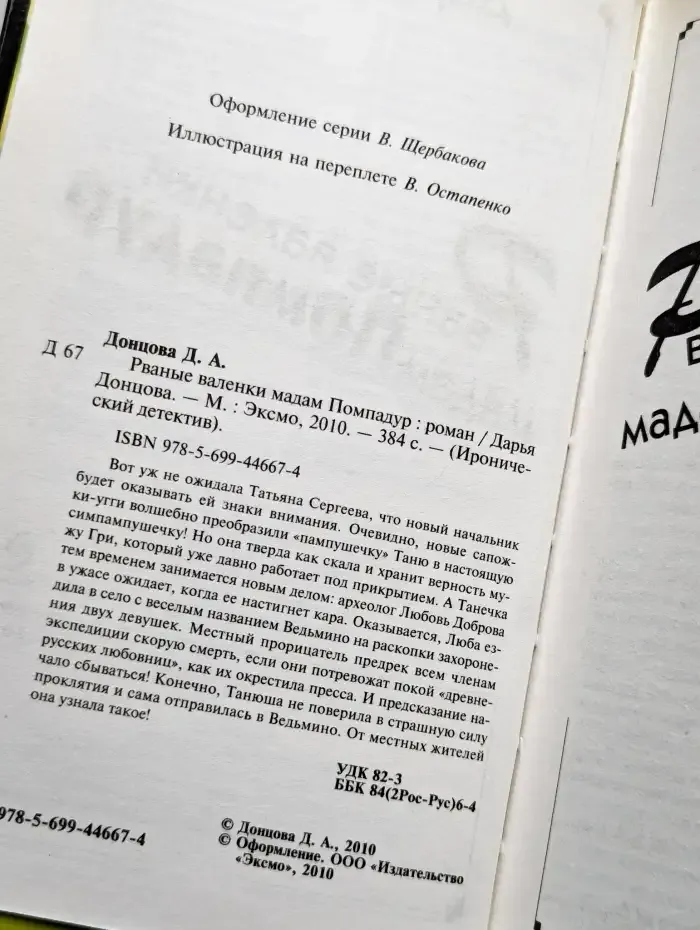 Оформление серии В. Щербакова
Иллюстрация на переплете В. Остапенко
Донцова Д. А.
Д 67
Рваные валенки мадам Помпадур : роман / Дарья
Донцова. — М. : Эксмо, 2010. — 384 с. — (Ирониче-
ский детектив).
ISBN 978-5-699-44667-4
Вот уж не ожидала Татьяна Сергеева, что новый начальник
будет оказывать ей знаки внимания. Очевидно, новые сапож-
ки-угги волшебно преобразили «пампушечку» Таню в настоящую
симпампушечку! Но она тверда как скала и хранит верность му-
жу Гри, который уже давно работает под прикрытием. А Танечка
тем временем занимается новым делом: археолог Любовь Доброва
в ужасе ожидает, когда ее настигнет кара. Оказывается, Люба ез-
дила в село с веселым названием Ведьмино на раскопки захороне-
ния двух девушек. Местный прорицатель предрек всем членам
экспедиции скорую смерть, если они потревожат покой «древне-
русских любовниц», как их окрестила пресса. И предсказание на-
чало сбываться! Конечно, Танюша не поверила в страшную силу
проклятия и сама отправилась в Ведьмино. От местных жителей
она узнала такое!
УДК 82-3
ББК 84(2Рос-Рус)6-4
978-5-699-44667-4
© Донцова Д. А., 2010
© Оформление. ООО «Издательство
«Эксмо», 2010
мад